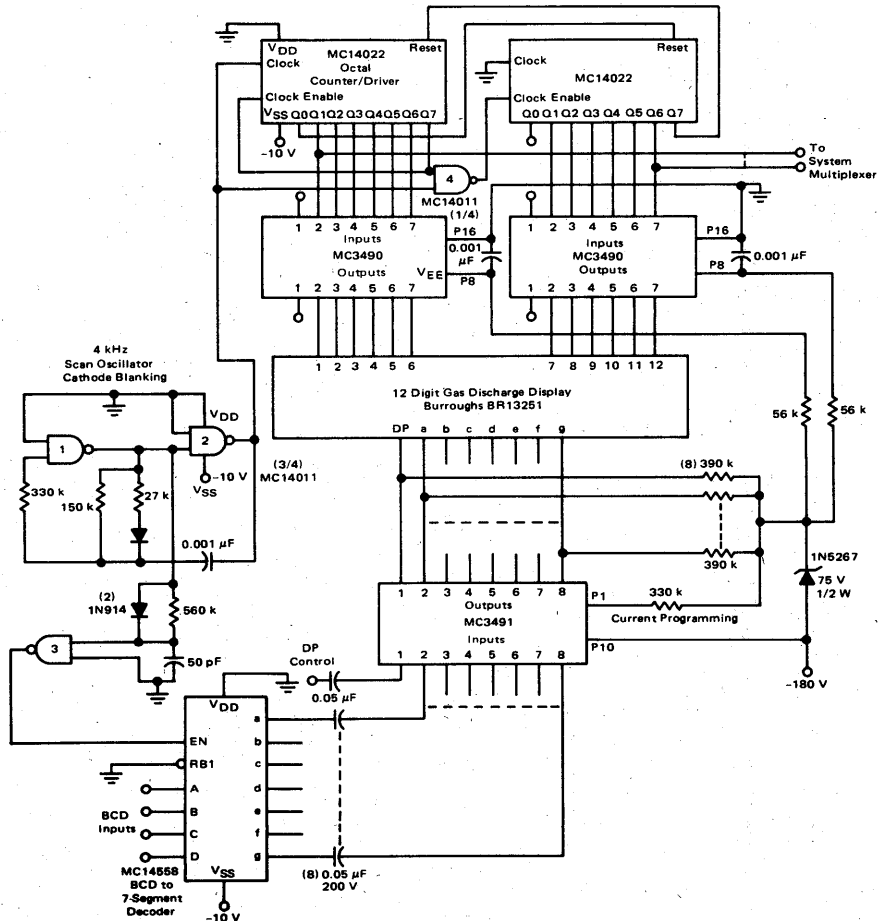 VDD
Clock
MC14022
Octal
Counter/Driver
Reset
Clock Enable
VSS Q0 Q1 Q2 Q3 Q4 Q5 Q6 Q7
-10 V
Clock
MC14022
Reset
Clock Enable
Q0 Q1 Q2 Q3 Q4 Q5 Q6 Q7
To
System
Multiplexer
4
MC14011
(1/4)
1 2 3 4 5 6 7
Inputs
MC3490
Outputs
1 2 3 4 5 6 7
P16
0.001
µF
VEE
P8
1 2 3 4 5 6 7
Inputs
MC3490
Outputs
1 2 3 4 5 6 7
P16
0.001 µF
P8
4 kHz
Scan Oscillator
Cathode Blanking
1 2 3 4 5 6
7 8 9 10 11 12
12 Digit Gas Discharge Display
Burroughs BR13251
DP a b c d e f g
56 k
56 k
1
2
VDD
-10 V
VSS
(3/4)
MC14011
330 k
150 k
27 k
0.001 µF
(8) 390 k
390 k
1 2 3 4 5 6 7 8
Outputs
MC3491
Inputs
1 2 3 4 5 6 7 8
P1
330 k
Current Programming
P10
1N5267
75 V
1/2 W
-180 V
(2)
1N914
560 k
3
50 pF
DP
Control
0.05 µF
VDD
EN
RB1
A
B
C
D
BCD
Inputs
a
b
c
d
e
f
g
VSS
-10 V
MC14558
BCD to
7-Segment
Decoder
(8) 0.05 µF
200 V